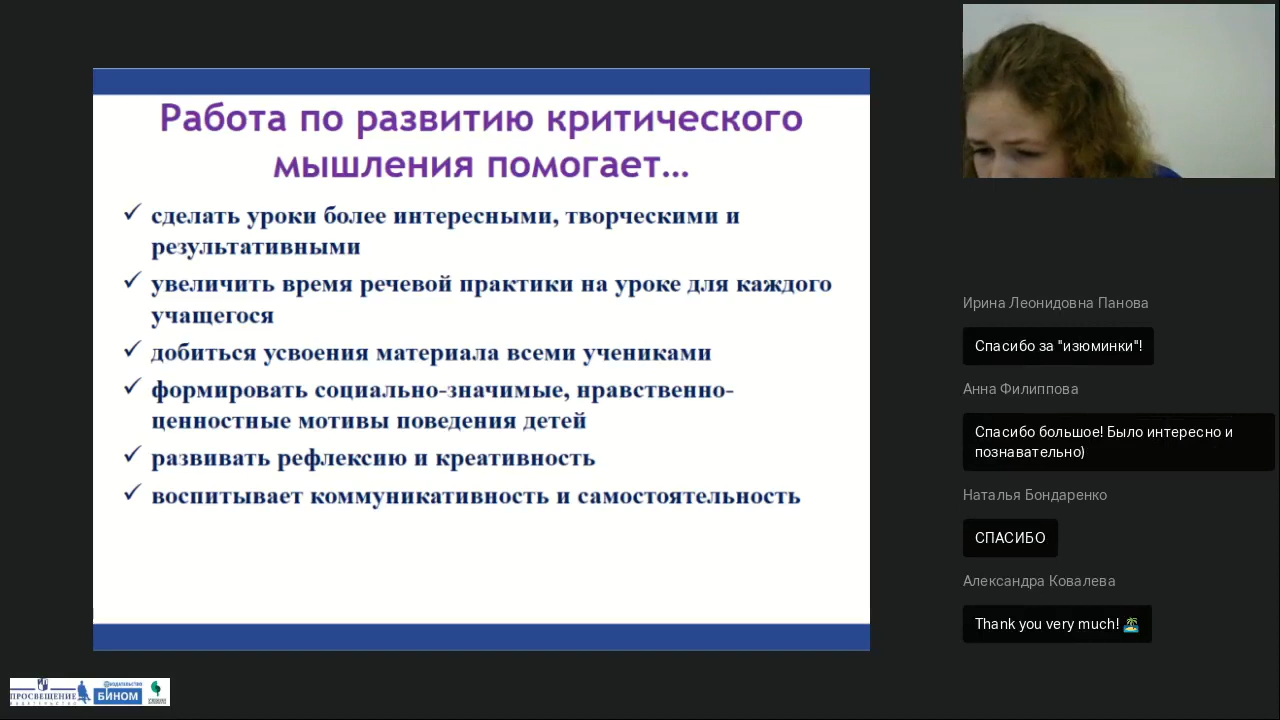 Работа по развитию критического
мышления помогает...
✓ сделать уроки более интересными, творческими и
результативными
✓ увеличить время речевой практики на уроке для каждого
учащегося
✓ добиться усвоения материала всеми учениками
✓ формировать социально-значимые, нравственно-
ценностные мотивы поведения детей
✓ развивать рефлексию и креативность
✓ воспитывает коммуникативность и самостоятельность
Ирина Леонидовна Панова
Спасибо за "изюминки"!
Анна Филиппова
Спасибо большое! Было интересно и
познавательно)
Наталья Бондаренко
СПАСИБО
Александра Ковалева
Thank you very much! 🏝️
ПРОСВЕЩЕНИЕ
ИЗДАТЕЛЬСТВО
БИНОМ